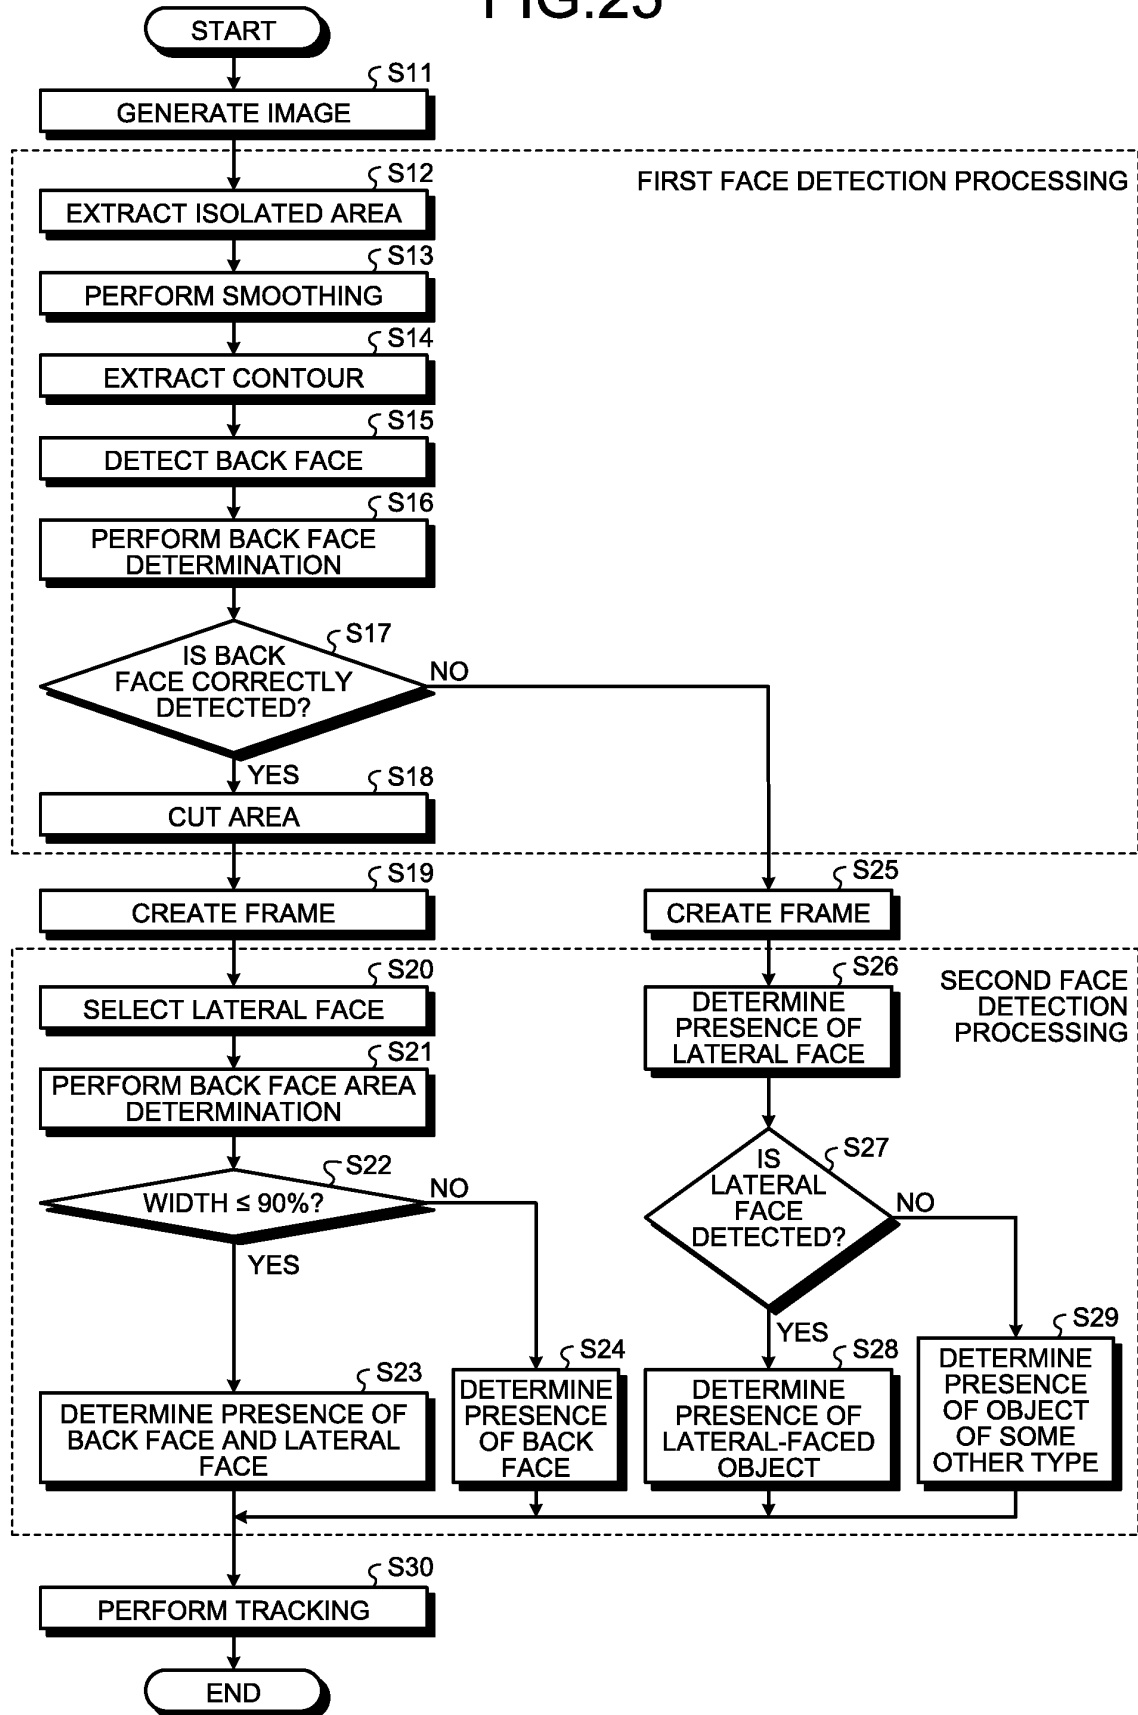 FIG.23
START
S11
GENERATE IMAGE
FIRST FACE DETECTION PROCESSING
S12
EXTRACT ISOLATED AREA
S13
PERFORM SMOOTHING
S14
EXTRACT CONTOUR
S15
DETECT BACK FACE
S16
PERFORM BACK FACE
DETERMINATION
S17
IS BACK
FACE CORRECTLY
DETECTED?
NO
YES
S18
CUT AREA
S19
CREATE FRAME
S25
CREATE FRAME
SECOND FACE
DETECTION
PROCESSING
S20
SELECT LATERAL FACE
S21
PERFORM BACK FACE AREA
DETERMINATION
S22
WIDTH ≤ 90%?
NO
YES
S23
DETERMINE PRESENCE OF
BACK FACE AND LATERAL
FACE
S24
DETERMINE
PRESENCE
OF BACK
FACE
S26
DETERMINE
PRESENCE OF
LATERAL FACE
S27
IS
LATERAL
FACE
DETECTED?
NO
YES
S28
DETERMINE
PRESENCE OF
LATERAL-FACED
OBJECT
S29
DETERMINE
PRESENCE
OF OBJECT
OF SOME
OTHER TYPE
S30
PERFORM TRACKING
END